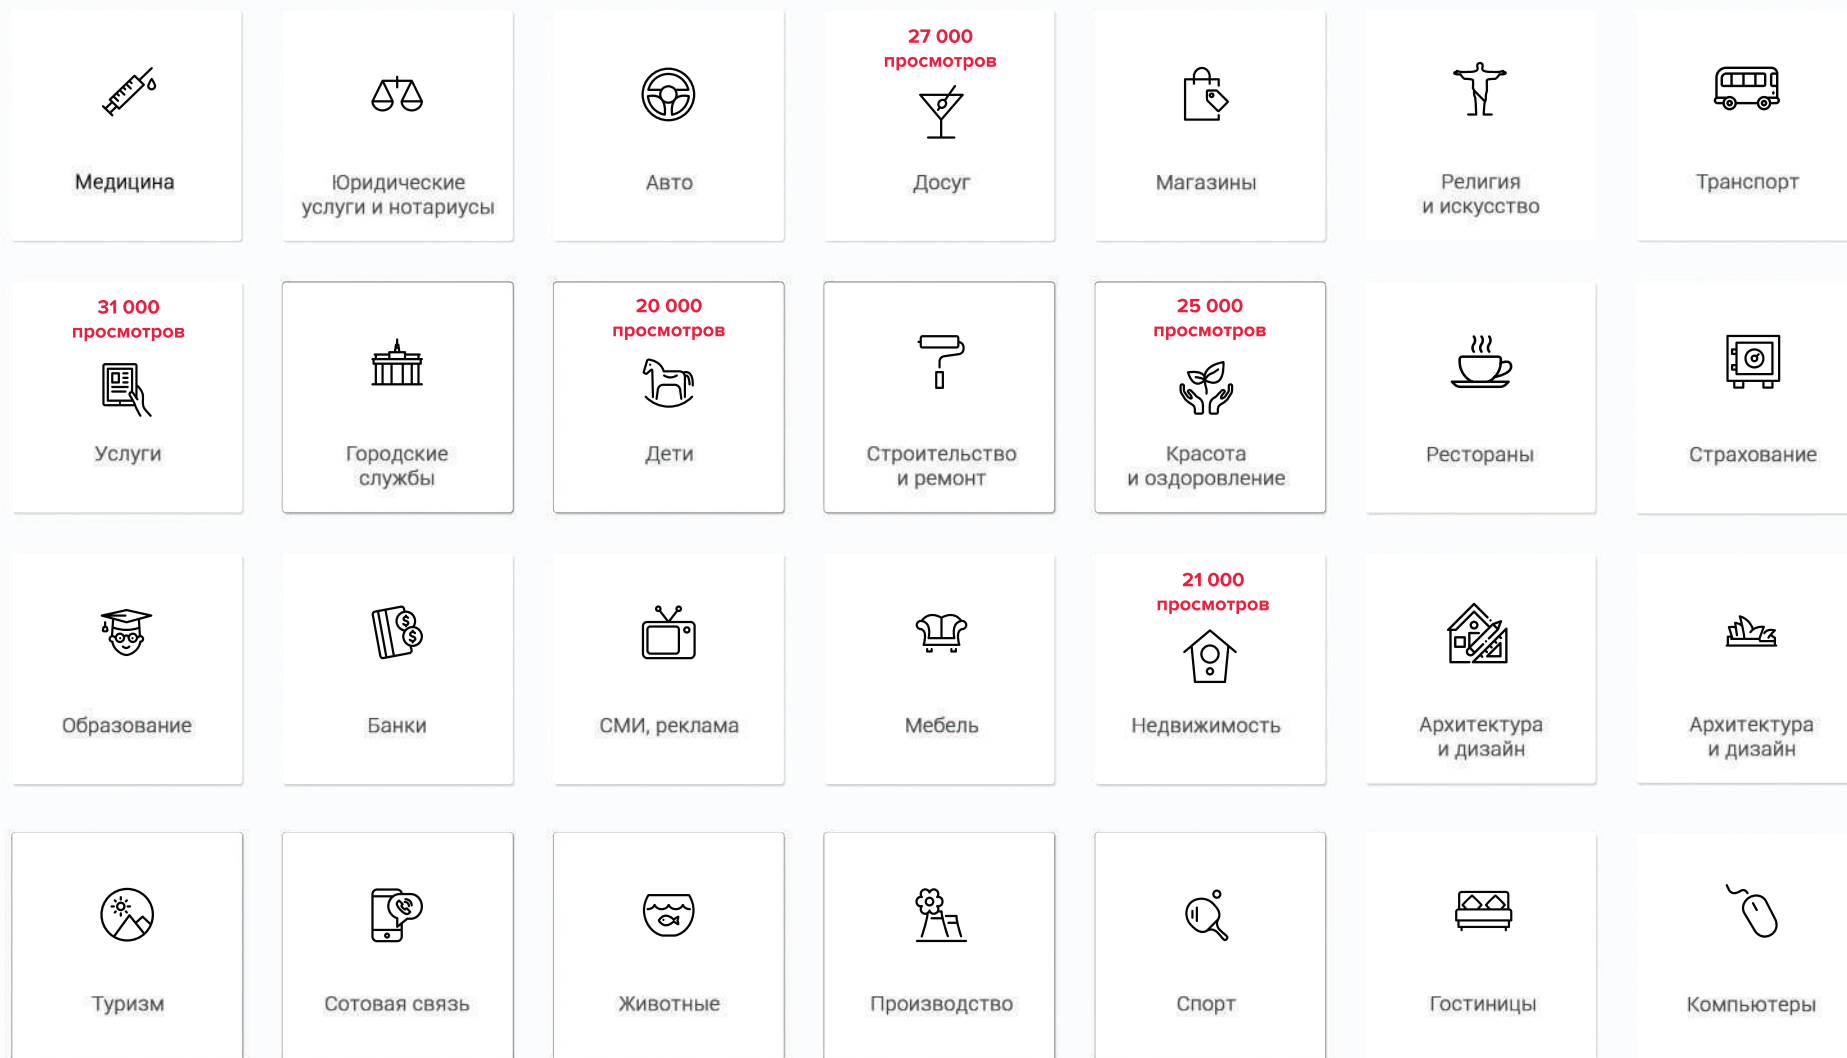 Медицина
Юридические
услуги и нотариусы
Авто
27 000
просмотров
Досуг
Магазины
Религия
и искусство
Транспорт
31 000
просмотров
Услуги
Городские
службы
20 000
просмотров
Дети
Строительство
и ремонт
25 000
просмотров
Красота
и оздоровление
Рестораны
Страхование
Образование
Банки
СМИ, реклама
Мебель
21 000
просмотров
Недвижимость
Архитектура
и дизайн
Архитектура
и дизайн
Туризм
Сотовая связь
Животные
Производство
Спорт
Гостиницы
Компьютеры